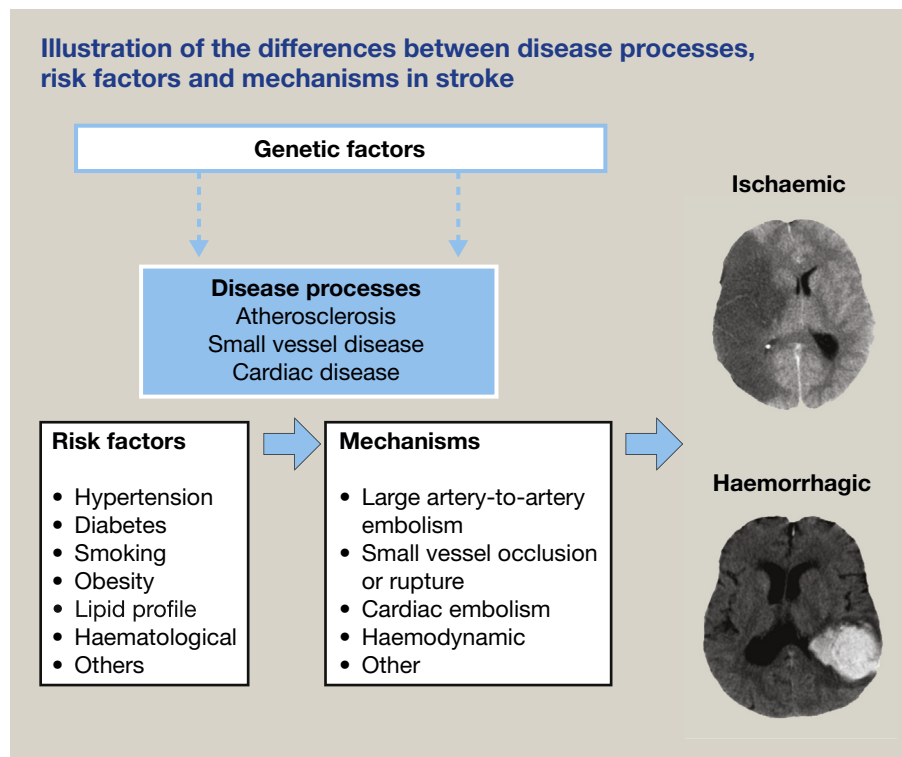 Illustration of the differences between disease processes,
risk factors and mechanisms in stroke
Genetic factors
Disease processes
Atherosclerosis
Small vessel disease
Cardiac disease
Risk factors
• Hypertension
• Diabetes
• Smoking
• Obesity
• Lipid profile
• Haematological
• Others
Mechanisms
• Large artery-to-artery
embolism
• Small vessel occlusion
or rupture
• Cardiac embolism
• Haemodynamic
• Other
Ischaemic
Haemorrhagic